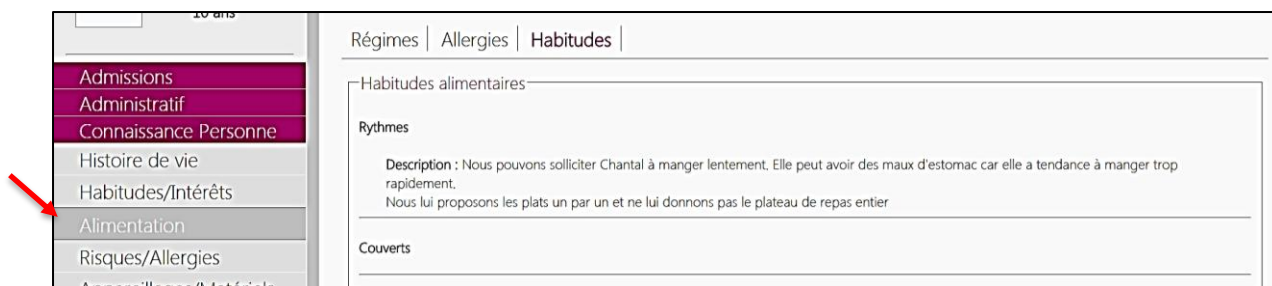 10 ans
Régimes | Allergies | Habitudes |
Admissions
Administratif
Connaissance Personne
Histoire de vie
Habitudes/Intérêts
Alimentation
Risques/Allergies
Appareillages/Matériels
Habitudes alimentaires
Rythmes
Description : Nous pouvons solliciter Chantal à manger lentement. Elle peut avoir des maux d'estomac car elle a tendance à manger trop
rapidement.
Nous lui proposons les plats un par un et ne lui donnons pas le plateau de repas entier
Couverts